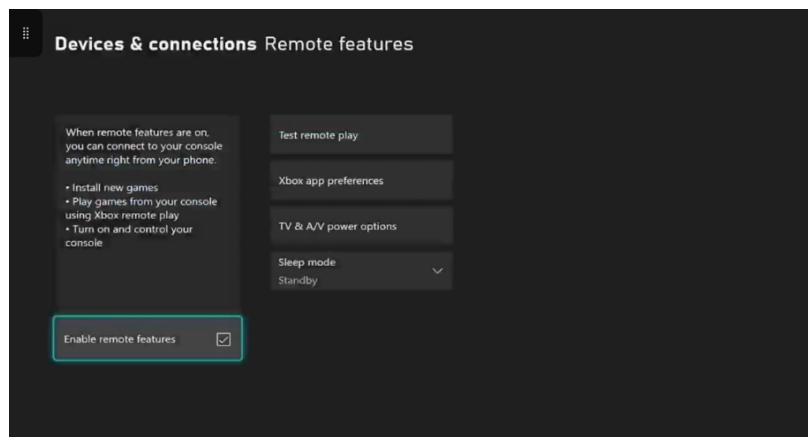 Devices & connections Remote features
When remote features are on,
you can connect to your console
anytime right from your phone.
• Install new games
• Play games from your console
using Xbox remote play
• Turn on and control your
console
Enable remote features
Test remote play
Xbox app preferences
TV & A/V power options
Sleep mode
Standby